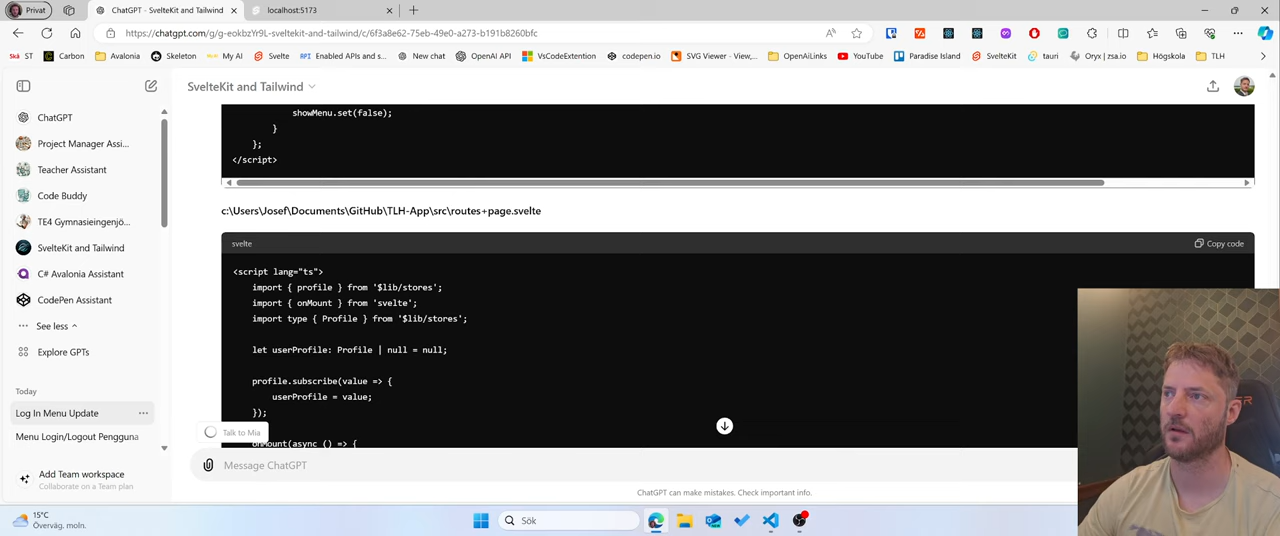 Privat
ChatGPT - SvelteKit and Tailwind
localhost:5173
https://chatgpt.com/g/g-eokbzYr9L-sveltekit-and-tailwind/c/6f3a8e62-75eb-49e0-a273-b191b8260bfc
Skä ST
Carbon
Avalonia
Skeleton
My AI
Svelte
API Enabled APIs and s...
New chat
OpenAI API
VsCodeExtention
codepen.io
SVG Viewer - View,...
OpenAiLinks
YouTube
Paradise Island
SvelteKit
tauri
Oryx | zsa.io
Högskola
TLH
SvelteKit and Tailwind
ChatGPT
Project Manager Assi...
Teacher Assistant
Code Buddy
TE4 Gymnasieingenjö...
SvelteKit and Tailwind
C# Avalonia Assistant
CodePen Assistant
See less
Explore GPTs
Today
Log In Menu Update
Menu Login/Logout Pengguna
Add Team workspace
Collaborate on a Team plan
showMenu.set(false);
}
};
</script>
c:\Users\Josef\Documents\GitHub\TLH-App\src\routes+page.svelte
svelte
Copy code
<script lang="ts">
import { profile } from '$lib/stores';
import { onMount } from 'svelte';
import type { Profile } from '$lib/stores';
let userProfile: Profile | null = null;
profile.subscribe(value => {
userProfile = value;
});
onMount(async () => {
Talk to Mia
Message ChatGPT
ChatGPT can make mistakes. Check important info.
15°C
Överväg. moln.
Sök